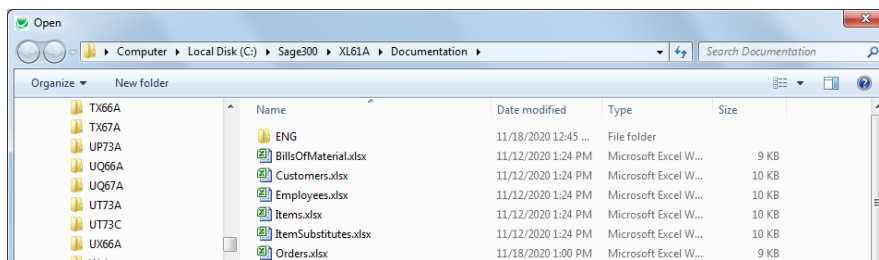 Open
Computer ▸ Local Disk (C:) ▸ Sage300 ▸ XL61A ▸ Documentation ▸ Search Documentation
Organize New folder
Name Date modified Type Size
TX66A
TX67A
UP73A
UQ66A
UQ67A
UT73A
UT73C
UX66A
ENG 11/18/2020 12:45 ... File folder
BillsOfMaterial.xlsx 11/12/2020 1:24 PM Microsoft Excel W... 9 KB
Customers.xlsx 11/12/2020 1:24 PM Microsoft Excel W... 10 KB
Employees.xlsx 11/12/2020 1:24 PM Microsoft Excel W... 10 KB
Items.xlsx 11/12/2020 1:24 PM Microsoft Excel W... 10 KB
ItemSubstitutes.xlsx 11/12/2020 1:24 PM Microsoft Excel W... 10 KB
Orders.xlsx 11/18/2020 1:00 PM Microsoft Excel W... 9 KB